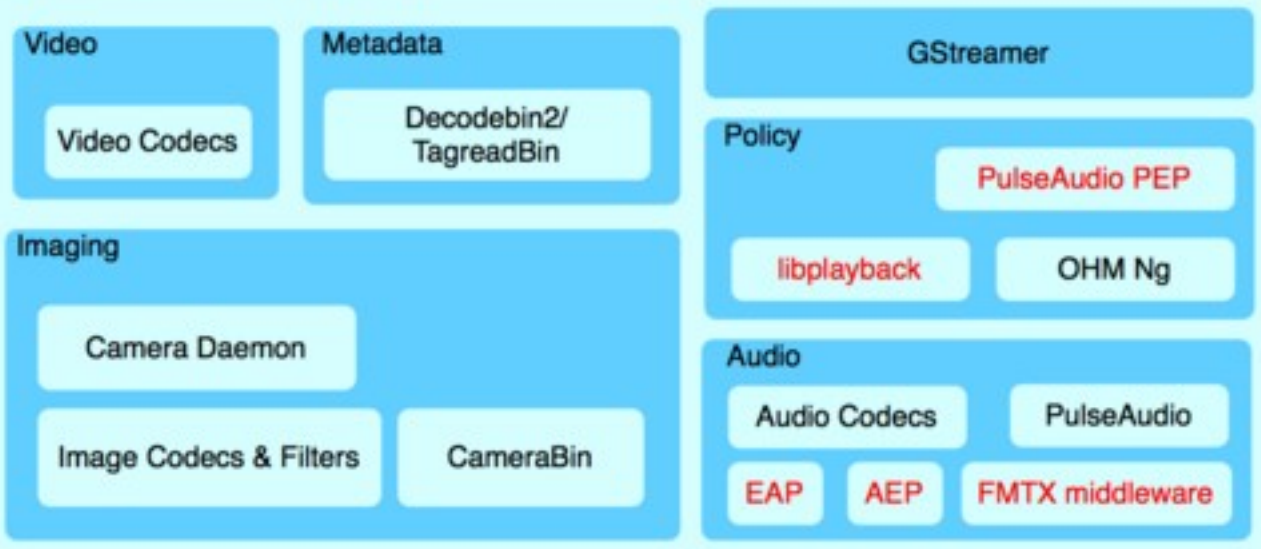 Video
Video Codecs
Metadata
Decodebin2/
TagreadBin
GStreamer
Policy
PulseAudio PEP
libplayback
OHM Ng
Imaging
Camera Daemon
Image Codecs & Filters
CameraBin
Audio
Audio Codecs
PulseAudio
EAP
AEP
FMTX middleware